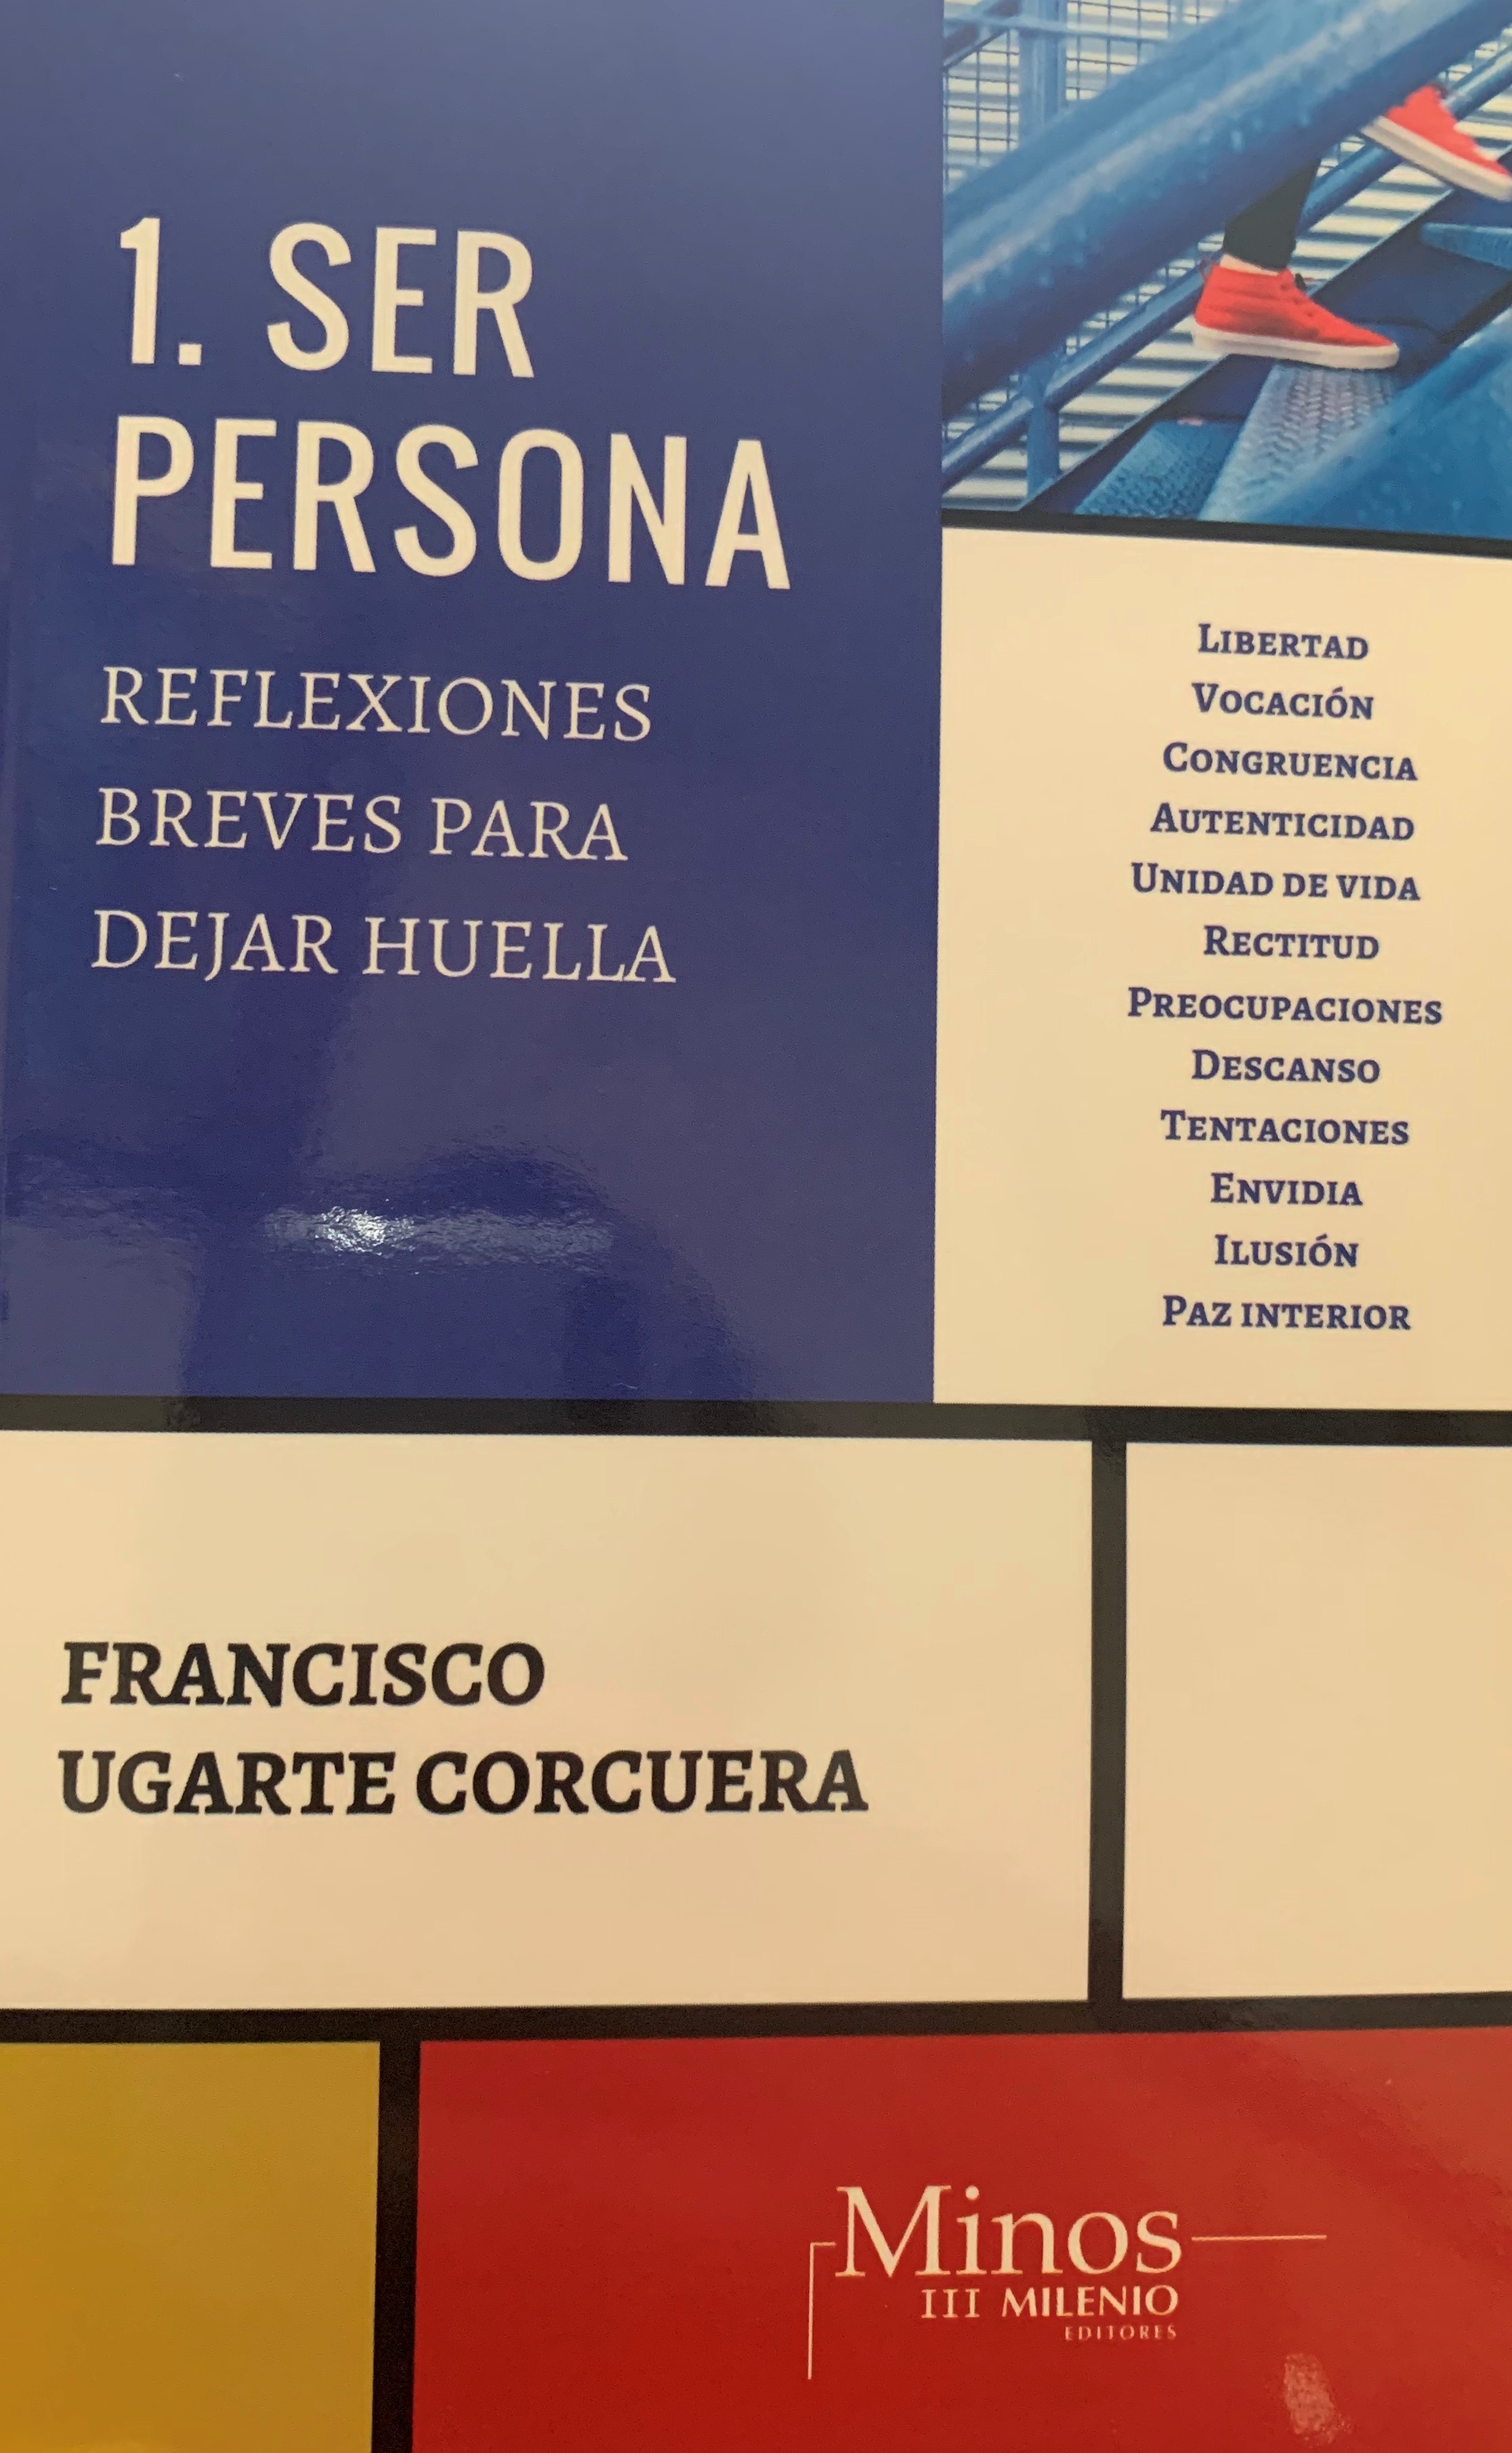 1. SER
PERSONA
REFLEXIONES
BREVES PARA
DEJAR HUELLA
LIBERTAD
VOCACIÓN
CONGRUENCIA
AUTENTICIDAD
UNIDAD DE VIDA
RECTITUD
PREOCUPACIONES
DESCANSO
TENTACIONES
ENVIDIA
ILUSIÓN
PAZ INTERIOR
FRANCISCO
UGARTE CORCUERA
Minos
III MILENIO
EDITORES